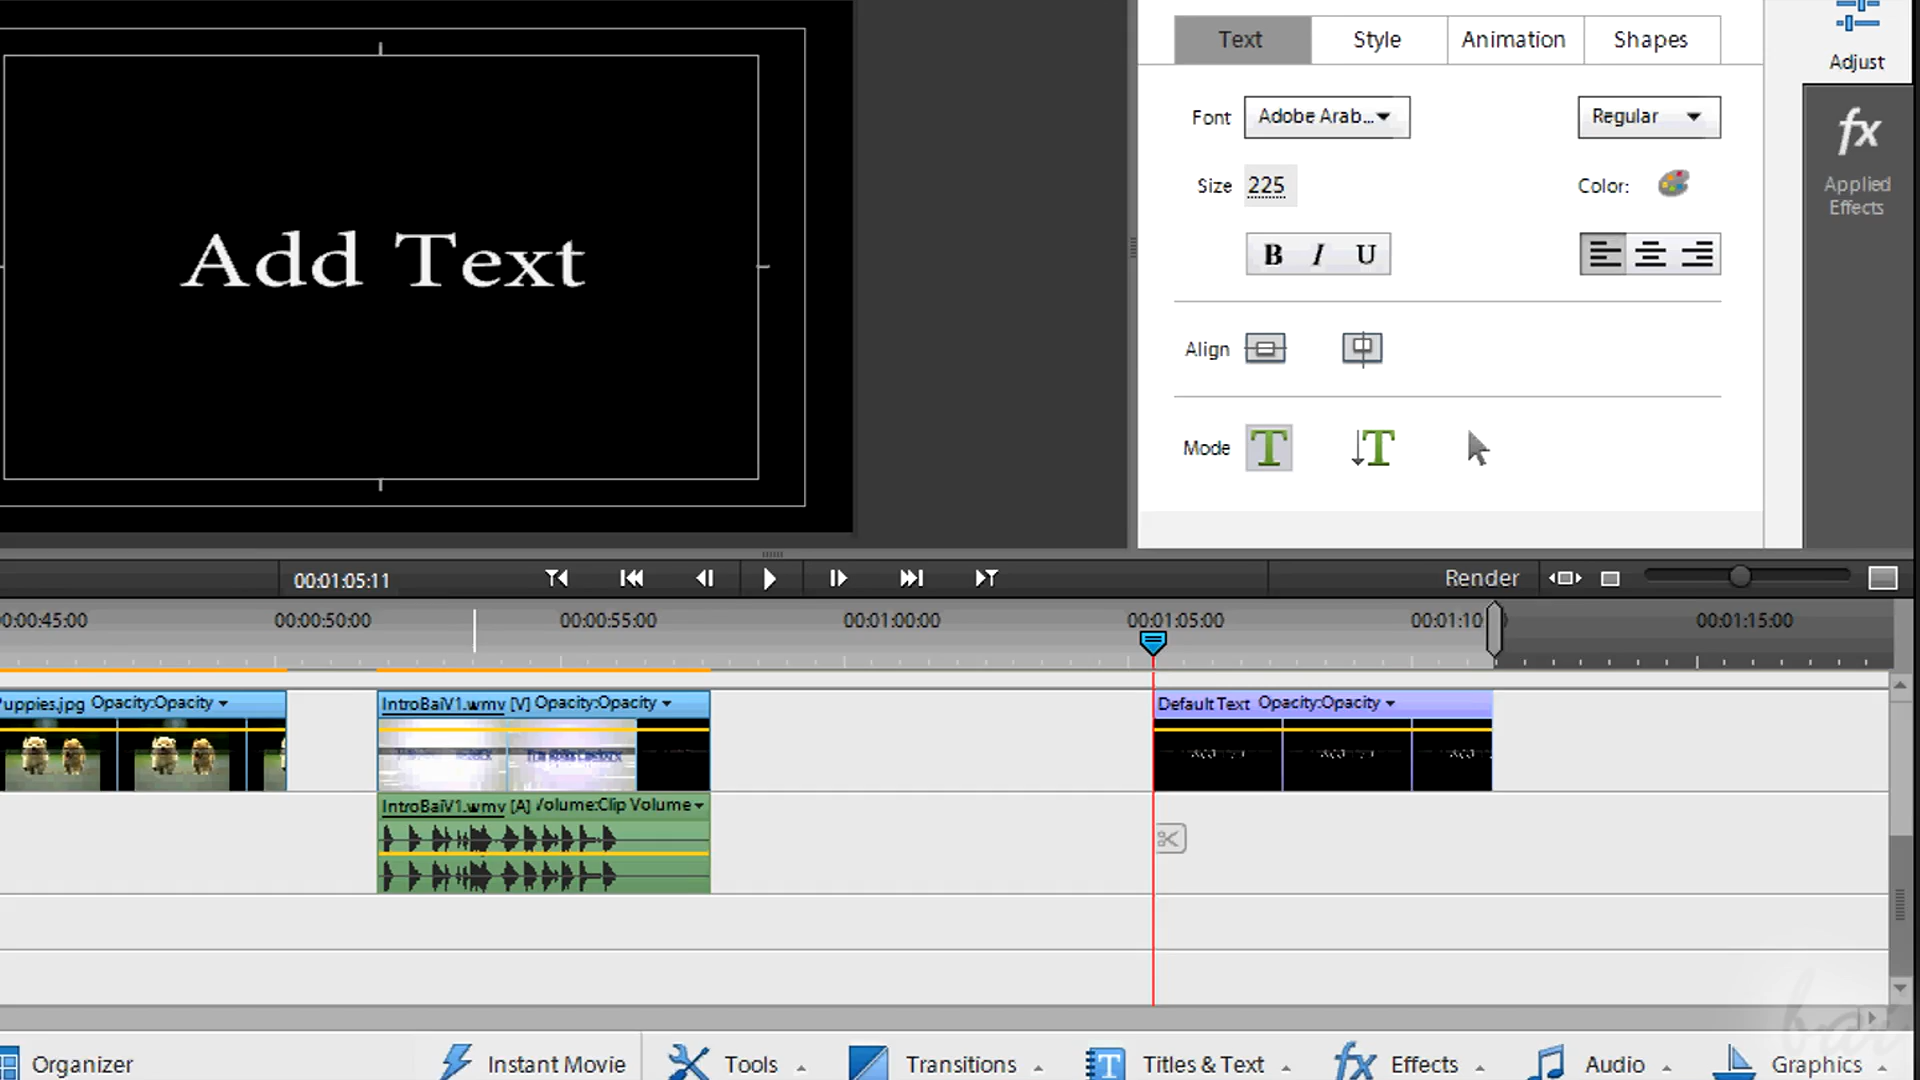 Text Style Animation Shapes
Adjust
Font Adobe Arab... Regular
fx
Applied
Effects
Size 225 Color:
B I U
Add Text
Align
Mode T T
00:01:05:11 Render
0:00:45:00 00:00:50:00 00:00:55:00 00:01:00:00 00:01:05:00 00:01:10 00:01:15:00
uppies.jpg Opacity:Opacity IntroBaiV1.wmv [V] Opacity:Opacity Default Text Opacity:Opacity
IntroBaiV1.wmv [A] Volume:Clip Volume
bai
Organizer Instant Movie Tools Transitions T Titles & Text fx Effects Audio Graphics